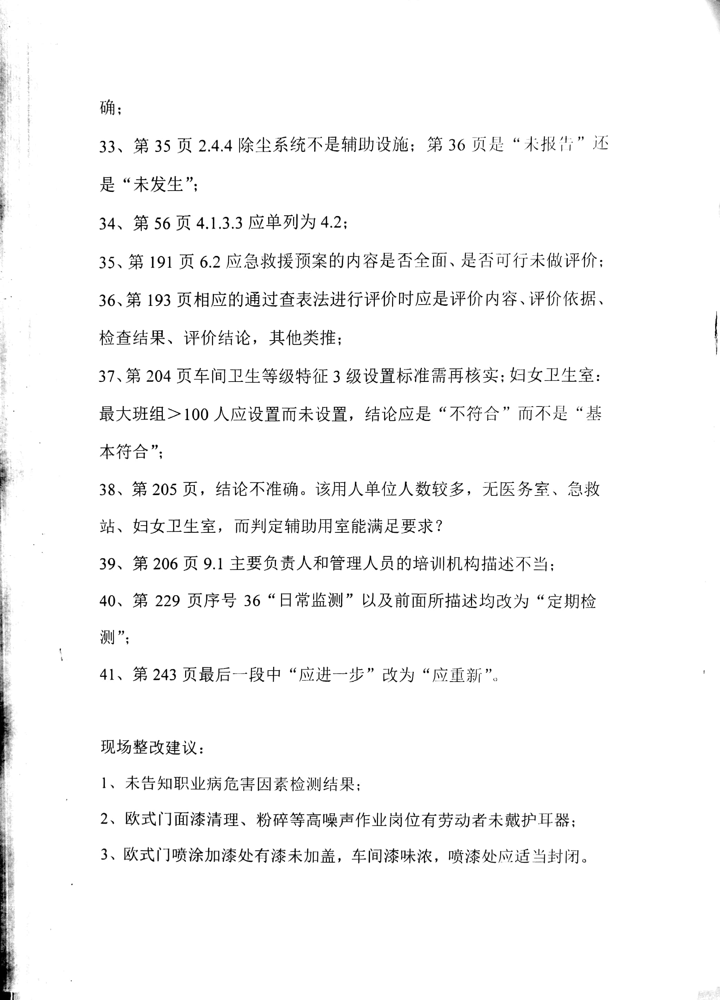 确；
33、第 35 页 2.4.4 除尘系统不是辅助设施；第 36 页是“未报告”还
是“未发生”；
34、第 56 页 4.1.3.3 应单列为 4.2；
35、第 191 页 6.2 应急救援预案的内容是否全面、是否可行未做评价；
36、第 193 页相应的通过查表法进行评价时应是评价内容、评价依据、
检查结果、评价结论，其他类推；
37、第 204 页车间卫生等级特征 3 级设置标准需再核实；妇女卫生室：
最大班组＞100 人应设置而未设置，结论应是“不符合”而不是“基
本符合”；
38、第 205 页，结论不准确。该用人单位人数较多，无医务室、急救
站、妇女卫生室，而判定辅助用室能满足要求？
39、第 206 页 9.1 主要负责人和管理人员的培训机构描述不当；
40、第 229 页序号 36“日常监测”以及前面所描述均改为“定期检
测”；
41、第 243 页最后一段中“应进一步”改为“应重新”。
现场整改建议：
1、未告知职业病危害因素检测结果；
2、欧式门面漆清理、粉碎等高噪声作业岗位有劳动者未戴护耳器；
3、欧式门喷涂加漆处有漆未加盖，车间漆味浓，喷漆处应适当封闭。